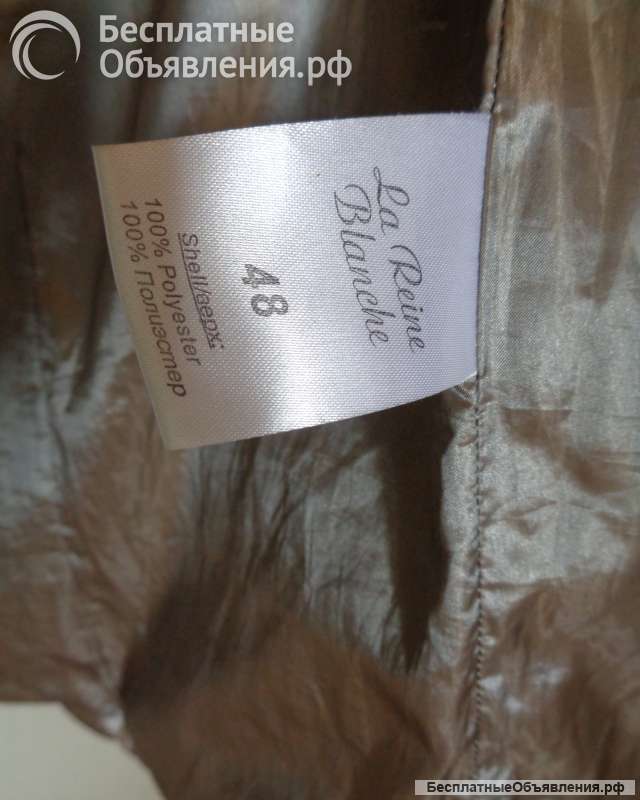 Бесплатные
Объявления.рф
La Reine
Blanche
48
Shell/верх:
100% Polyester
100% Полиэстер
БесплатныеОбъявления.рф